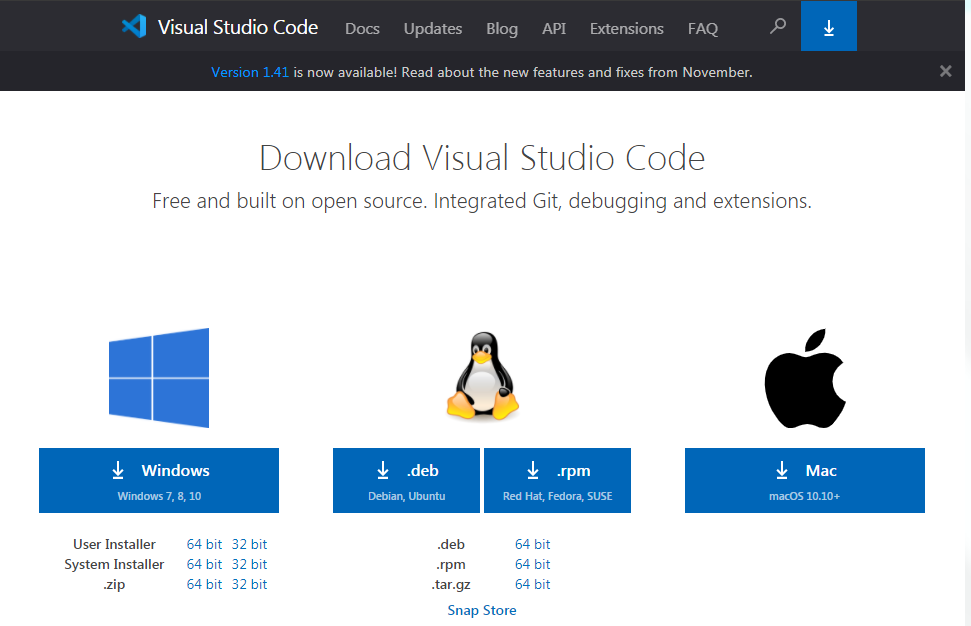 Visual Studio Code Docs Updates Blog API Extensions FAQ
Version 1.41 is now available! Read about the new features and fixes from November.
Download Visual Studio Code
Free and built on open source. Integrated Git, debugging and extensions.
Windows
Windows 7, 8, 10
.deb
Debian, Ubuntu
.rpm
Red Hat, Fedora, SUSE
Mac
macOS 10.10+
User Installer 64 bit 32 bit
System Installer 64 bit 32 bit
.zip 64 bit 32 bit
.deb 64 bit
.rpm 64 bit
.tar.gz 64 bit
Snap Store